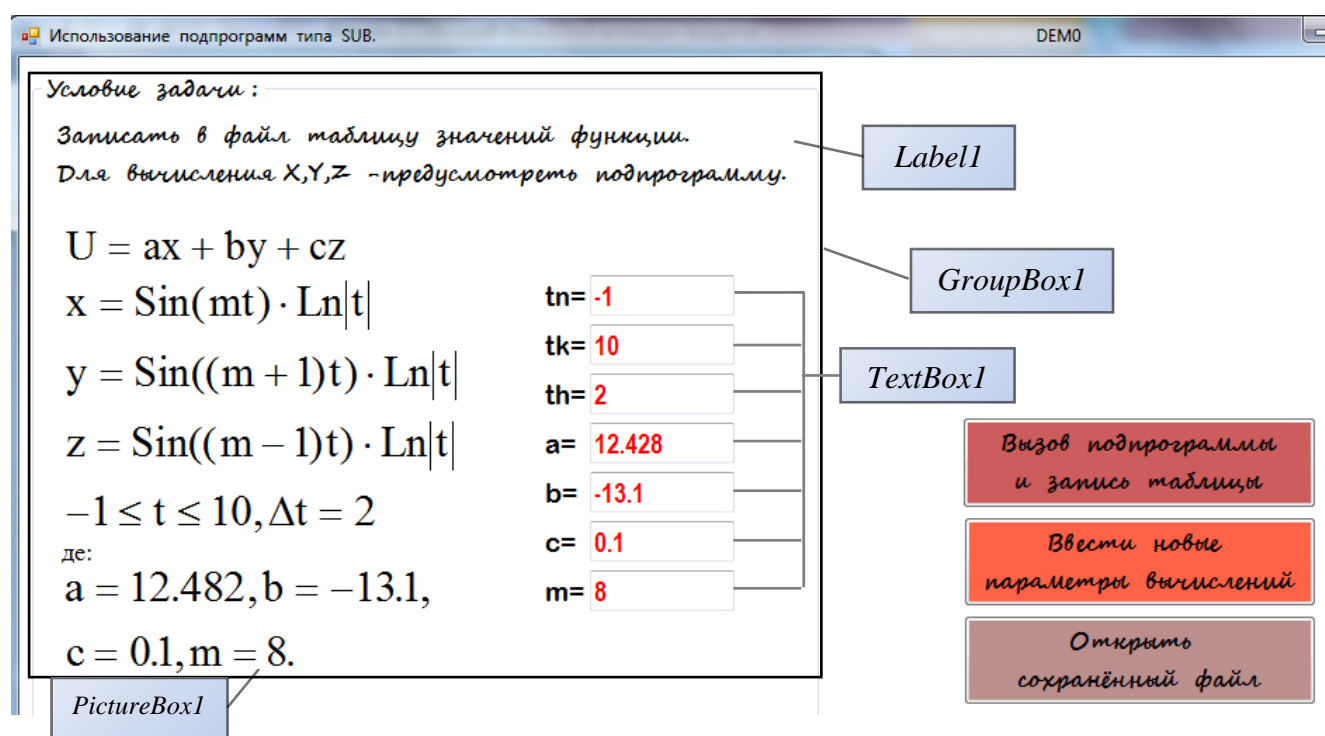 Использование подпрограмм типа SUB. DEM0
Условие задачи :
Записать в файл таблицу значений функции.
Для вычисления X,Y,Z -предусмотреть подпрограмму.
Label1
U = ax + by + cz
GroupBox1
x = Sin(mt) · Ln|t|
tn= -1
tk= 10
y = Sin((m + 1)t) · Ln|t|
TextBox1
th= 2
z = Sin((m – 1)t) · Ln|t|
a= 12.428
Вызов подпрограммы
и запись таблицы
b= -13.1
–1 ≤ t ≤ 10, Δt = 2
c= 0.1
Ввести новые
параметры вычислений
де:
a = 12.482, b = –13.1,
m= 8
c = 0.1, m = 8.
Открыть
сохранённый файл
PictureBox1